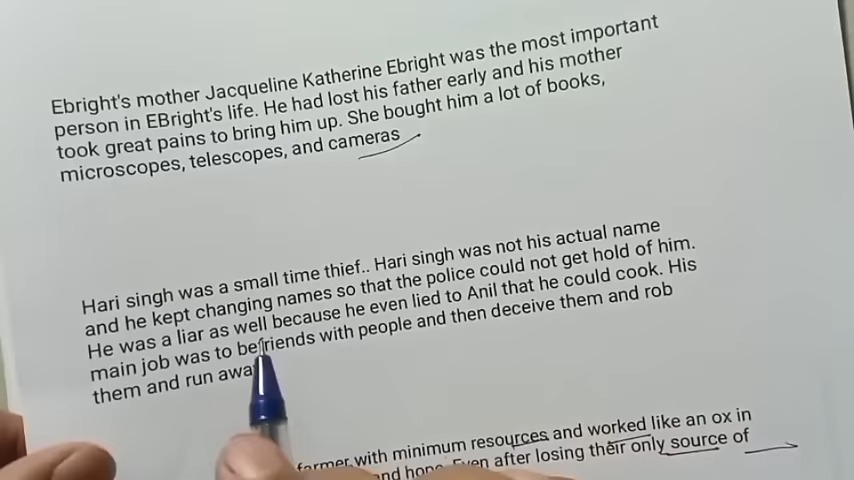 Ebright's mother Jacqueline Katherine Ebright was the most important
person in EBright's life. He had lost his father early and his mother
took great pains to bring him up. She bought him a lot of books,
microscopes, telescopes, and cameras
Hari singh was a small time thief.. Hari singh was not his actual name
and he kept changing names so that the police could not get hold of him.
He was a liar as well because he even lied to Anil that he could cook. His
main job was to befriends with people and then deceive them and rob
them and run away
farmer with minimum resources and worked like an ox in
and hope. Even after losing their only source of